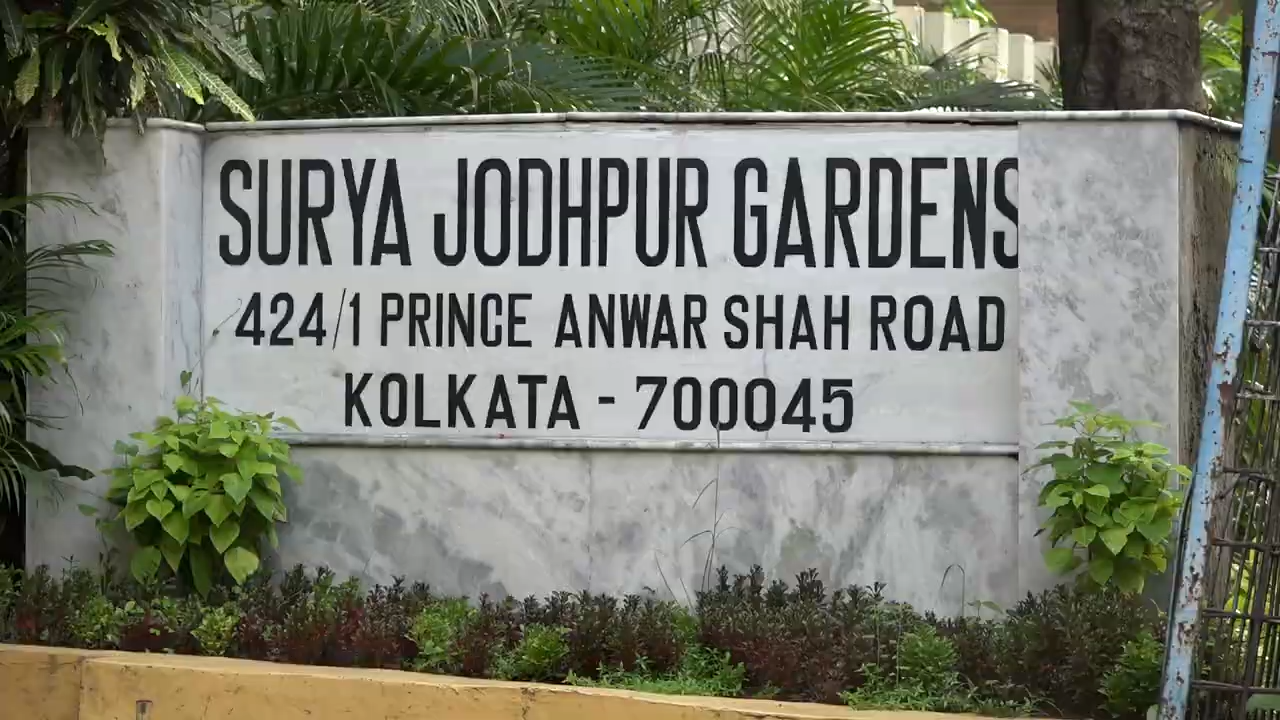 SURYA JODHPUR GARDENS
424/1 PRINCE ANWAR SHAH ROAD
KOLKATA - 700045